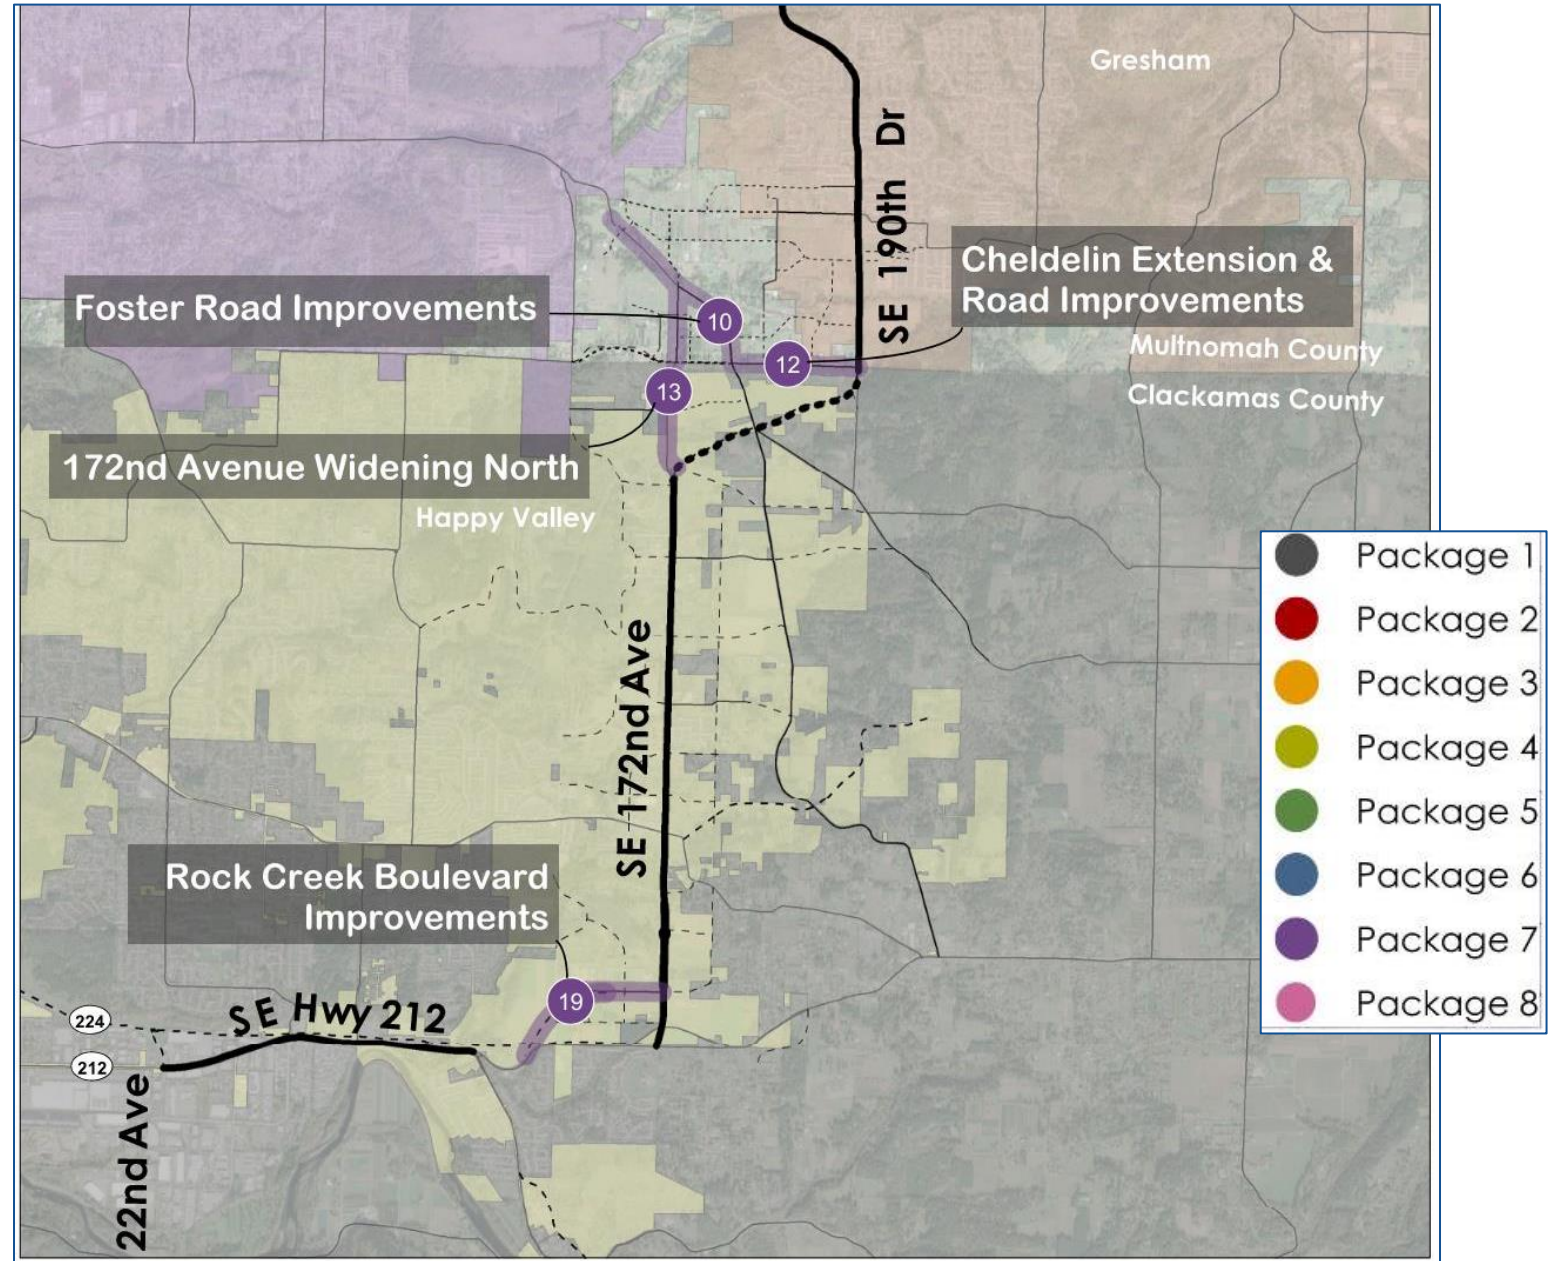 Gresham
SE 190th Dr
Cheldelin Extension &
Road Improvements
Foster Road Improvements
10
12
13
Multnomah County
Clackamas County
172nd Avenue Widening North
Happy Valley
SE 172nd Ave
Rock Creek Boulevard
Improvements
19
SE Hwy 212
224
212
22nd Ave
Package 1
Package 2
Package 3
Package 4
Package 5
Package 6
Package 7
Package 8